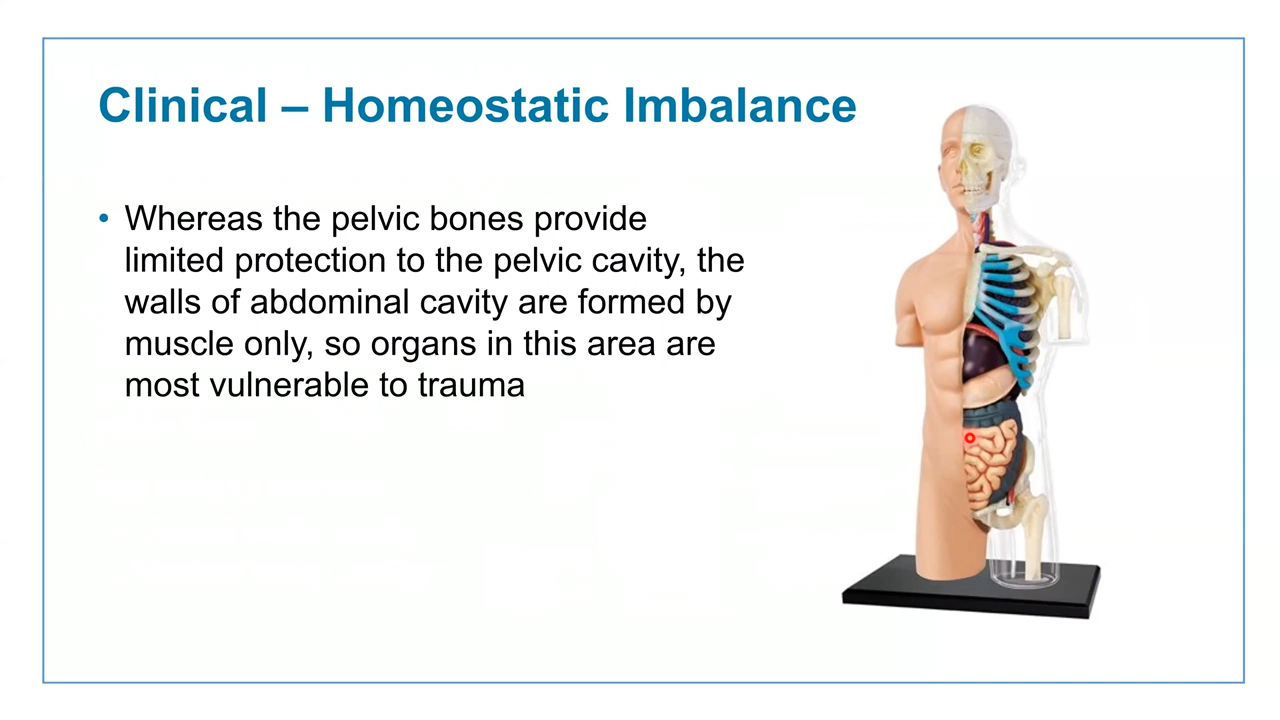 Clinical – Homeostatic Imbalance
• Whereas the pelvic bones provide
limited protection to the pelvic cavity, the
walls of abdominal cavity are formed by
muscle only, so organs in this area are
most vulnerable to trauma